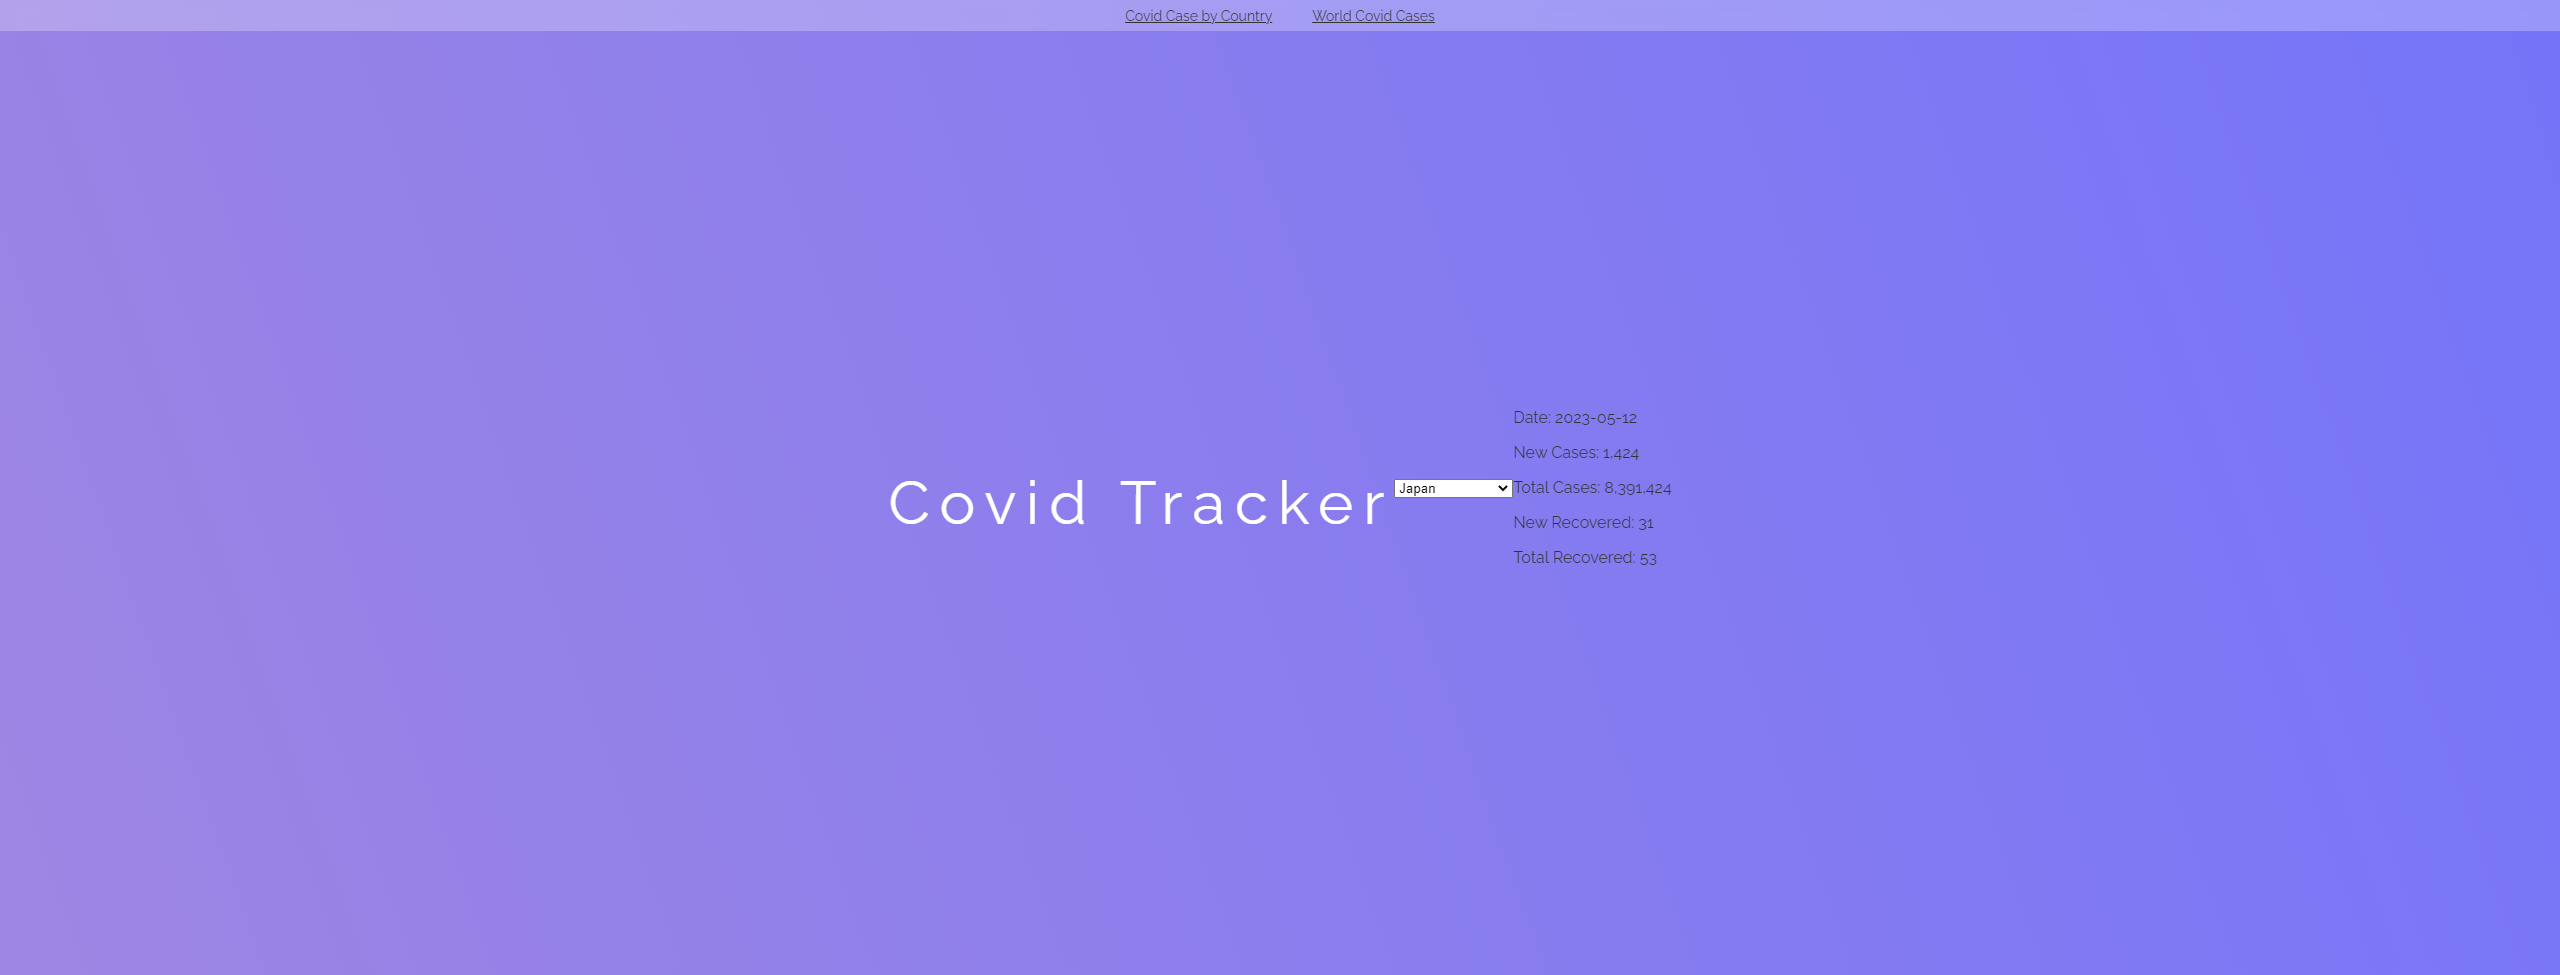 Covid Case by Country World Covid Cases
Covid Tracker
Japan
Date: 2023-05-12
New Cases: 1,424
Total Cases: 8,391,424
New Recovered: 31
Total Recovered: 53